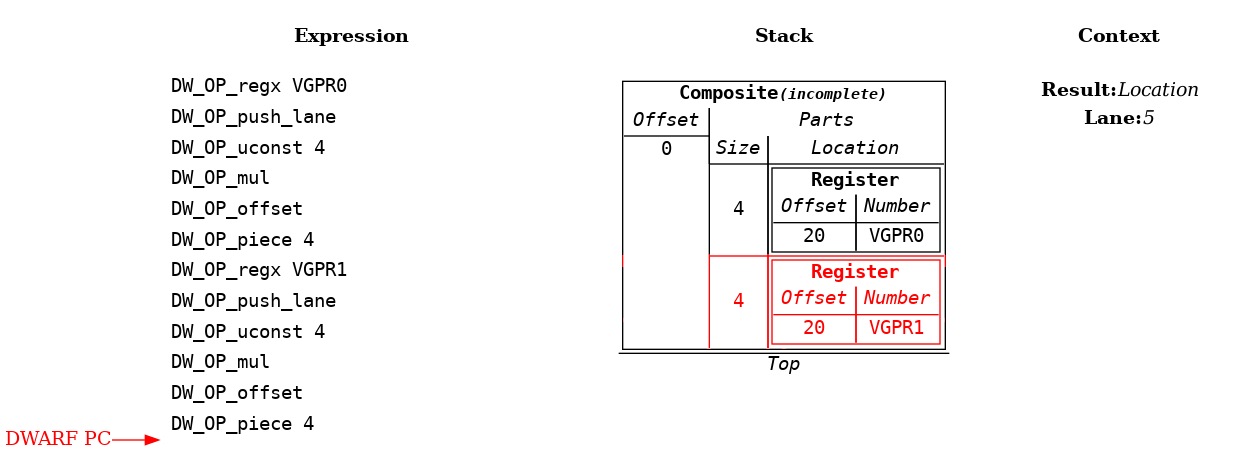 Expression
Stack
Context
DW_OP_regx VGPR0
DW_OP_push_lane
DW_OP_uconst 4
DW_OP_mul
DW_OP_offset
DW_OP_piece 4
DW_OP_regx VGPR1
DW_OP_push_lane
DW_OP_uconst 4
DW_OP_mul
DW_OP_offset
DW_OP_piece 4
DWARF PC
Composite(incomplete)
Offset Parts
0 Size Location
Register
4 Offset Number
20 VGPR0
Register
4 Offset Number
20 VGPR1
Top
Result:Location
Lane:5